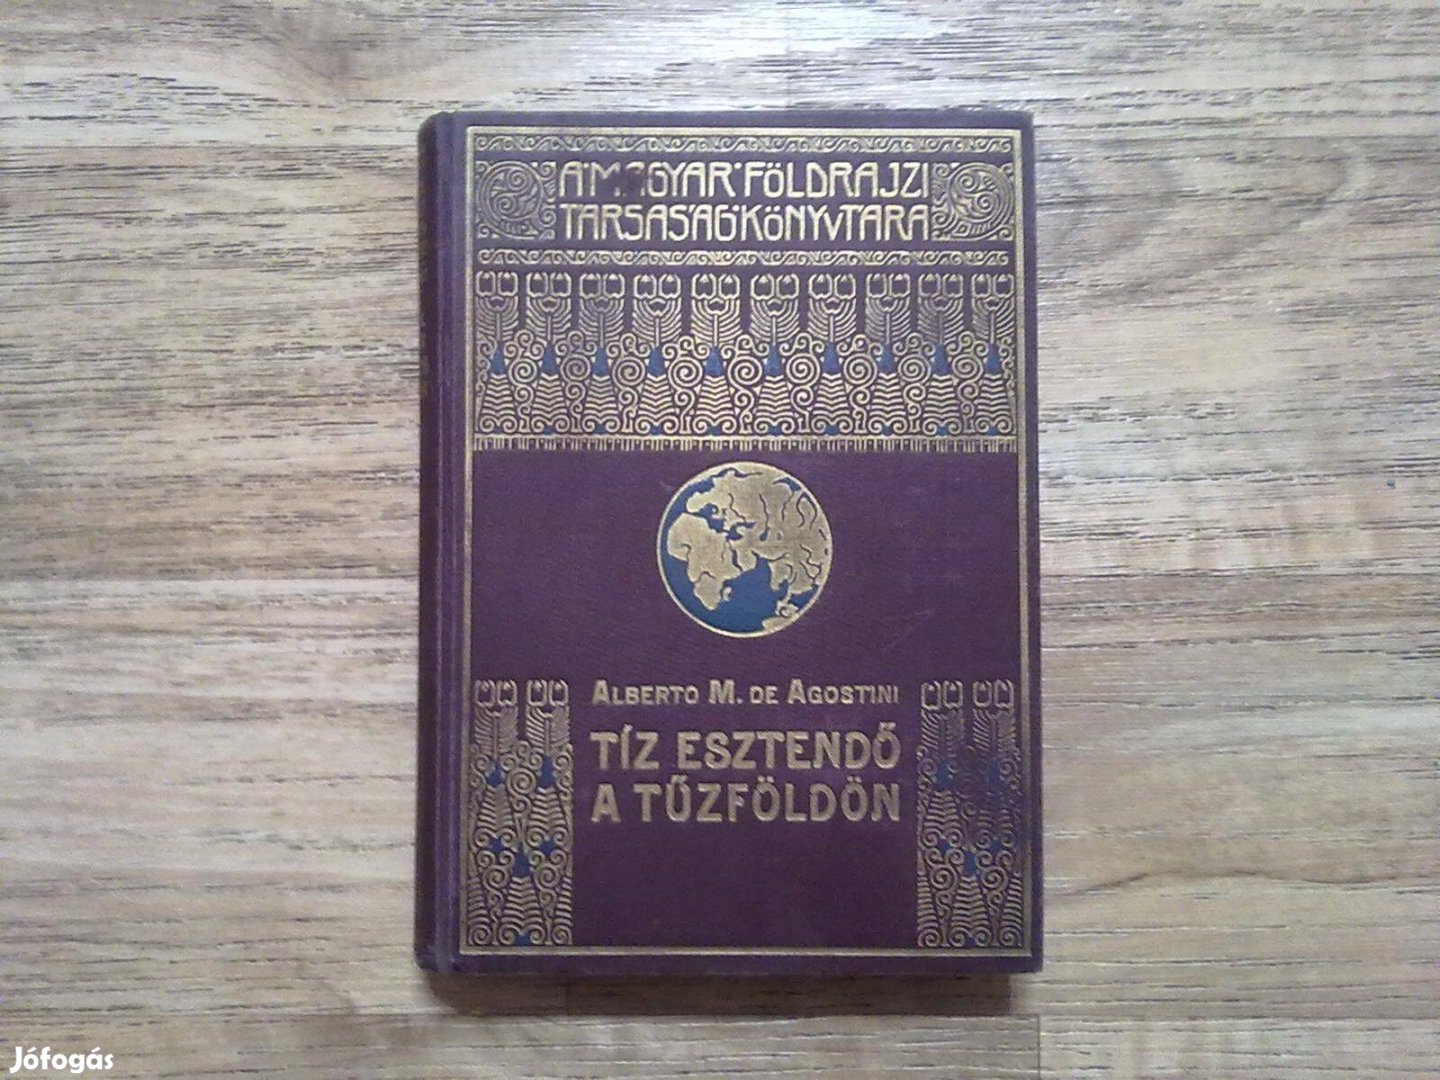 A MAGYAR FÖLDRAJZI
TÁRSASÁG KÖNYVTÁRA
ALBERTO M. DE AGOSTINI
TÍZ ESZTENDŐ
A TŰZFÖLDÖN
Jófogás